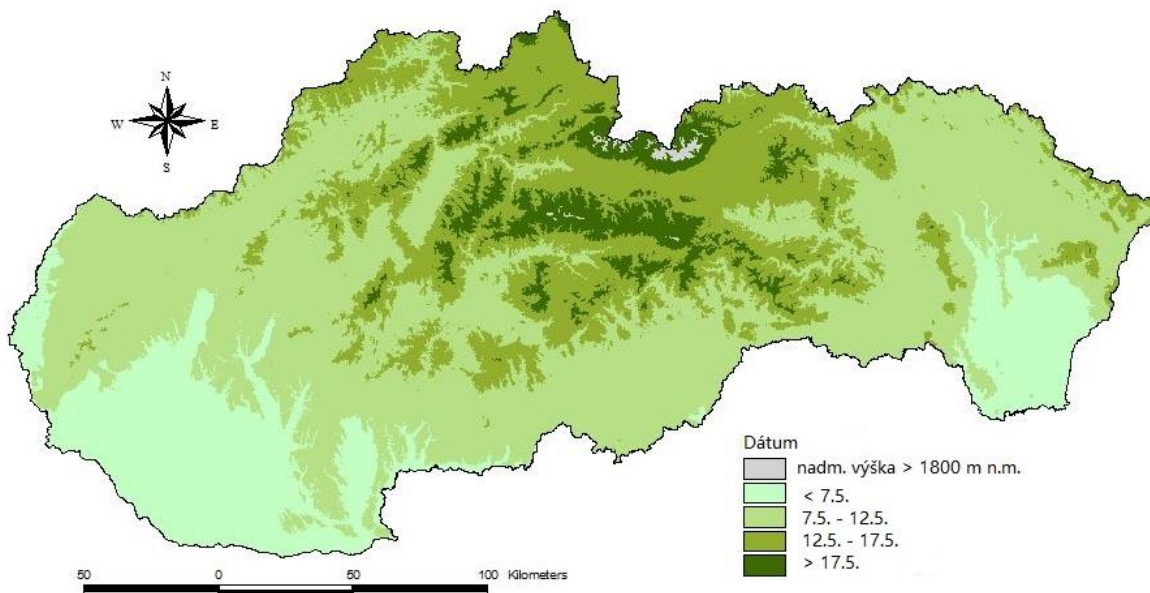 N
W E
S
Dátum
nadm. výška > 1800 m n.m.
< 7.5.
7.5. - 12.5.
12.5. - 17.5.
> 17.5.
50 0 50 100 Kilometers